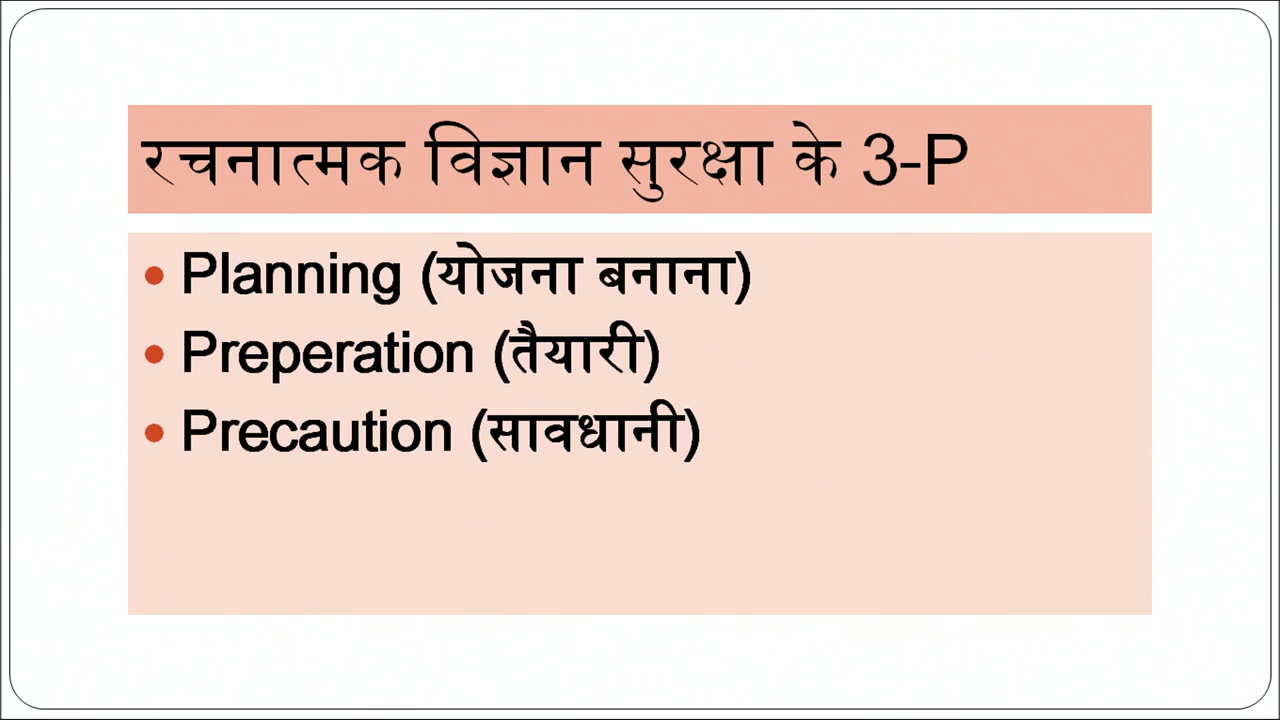 रचनात्मक विज्ञान सुरक्षा के 3-P
• Planning (योजना बनाना)
• Preperation (तैयारी)
• Precaution (सावधानी)